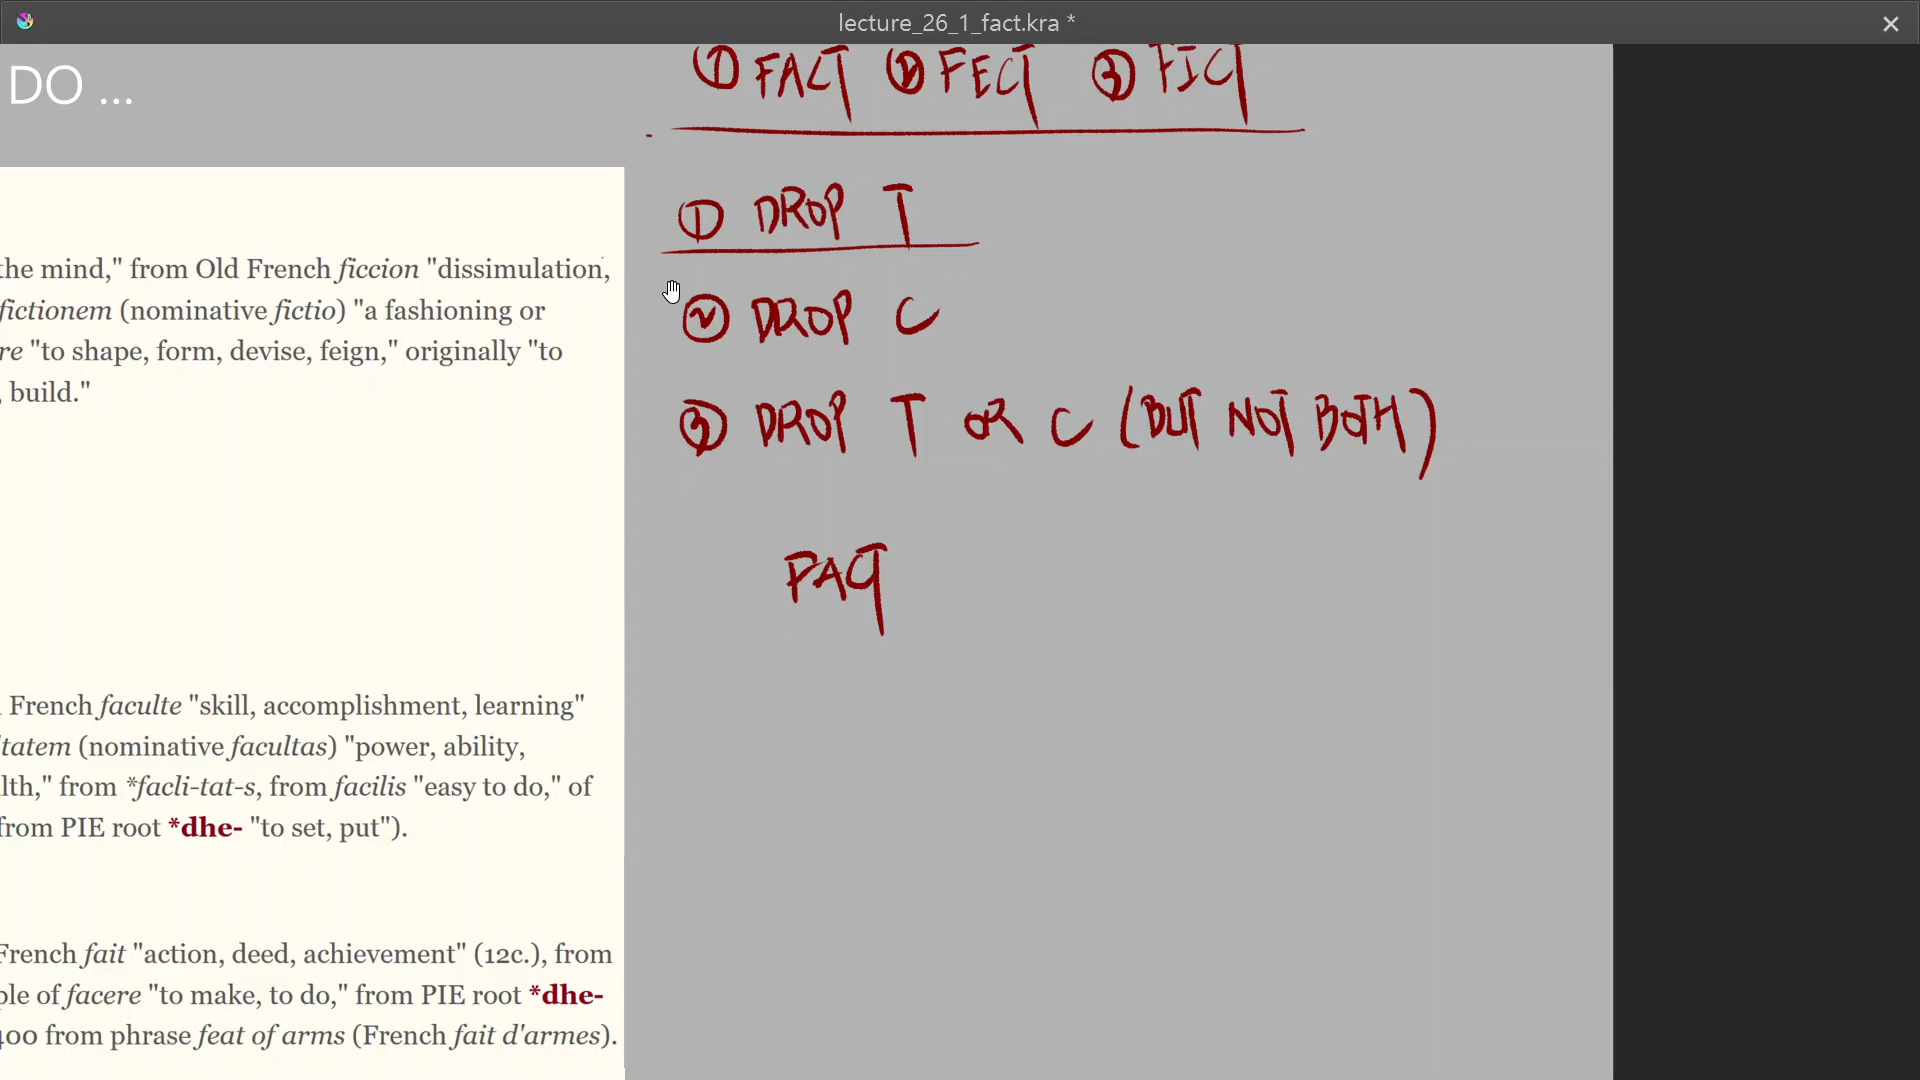 lecture_26_1_fact.kra *
DO ...
① FACT ② FECT ③ FICT
① DROP T
② DROP C
③ DROP T OR C (BUT NOT BOTH)
FACT
the mind," from Old French ficcion "dissimulation,
fictionem (nominative fictio) "a fashioning or
re "to shape, form, devise, feign," originally "to
, build."
French faculte "skill, accomplishment, learning"
tatem (nominative facultas) "power, ability,
lth," from *facli-tat-s, from facilis "easy to do," of
from PIE root *dhe- "to set, put").
French fait "action, deed, achievement" (12c.), from
ple of facere "to make, to do," from PIE root *dhe-
400 from phrase feat of arms (French fait d'armes).